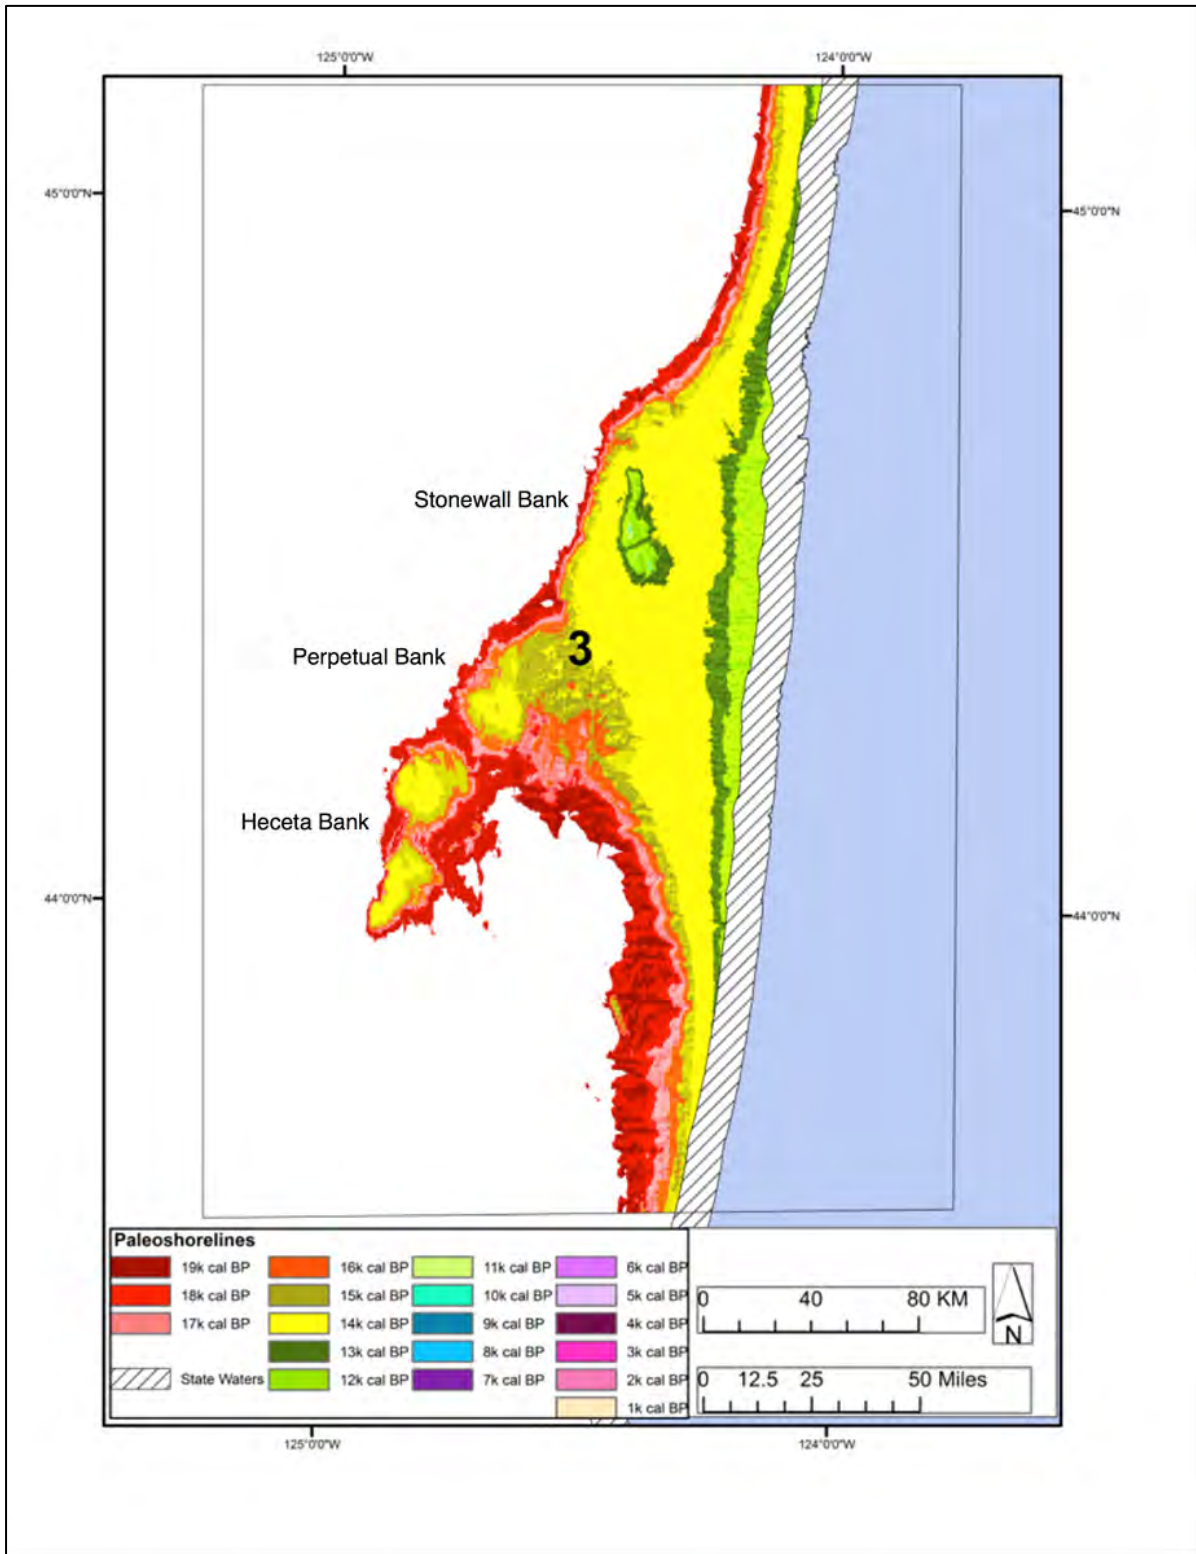 125°0'0"W 124°0'0"W
45°0'0"N 45°0'0"N
Stonewall Bank
3
Perpetual Bank
Heceta Bank
44°0'0"N 44°0'0"N
Paleoshorelines
19k cal BP 16k cal BP 11k cal BP 6k cal BP
18k cal BP 15k cal BP 10k cal BP 5k cal BP
17k cal BP 14k cal BP 9k cal BP 4k cal BP
13k cal BP 8k cal BP 3k cal BP
State Waters 12k cal BP 7k cal BP 2k cal BP
1k cal BP
0 40 80 KM
N
0 12.5 25 50 Miles
125°0'0"W 124°0'0"W